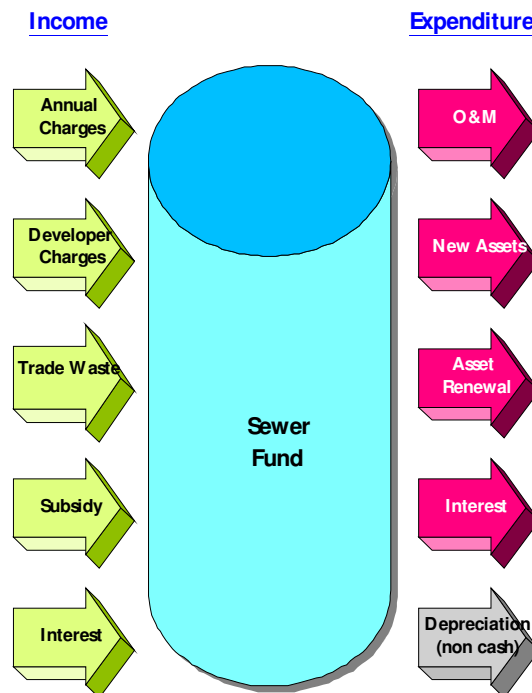 Income
Expenditure
Annual
Charges
O&M
Developer
Charges
New Assets
Trade Waste
Asset
Renewal
Sewer
Fund
Subsidy
Interest
Interest
Depreciation
(non cash)